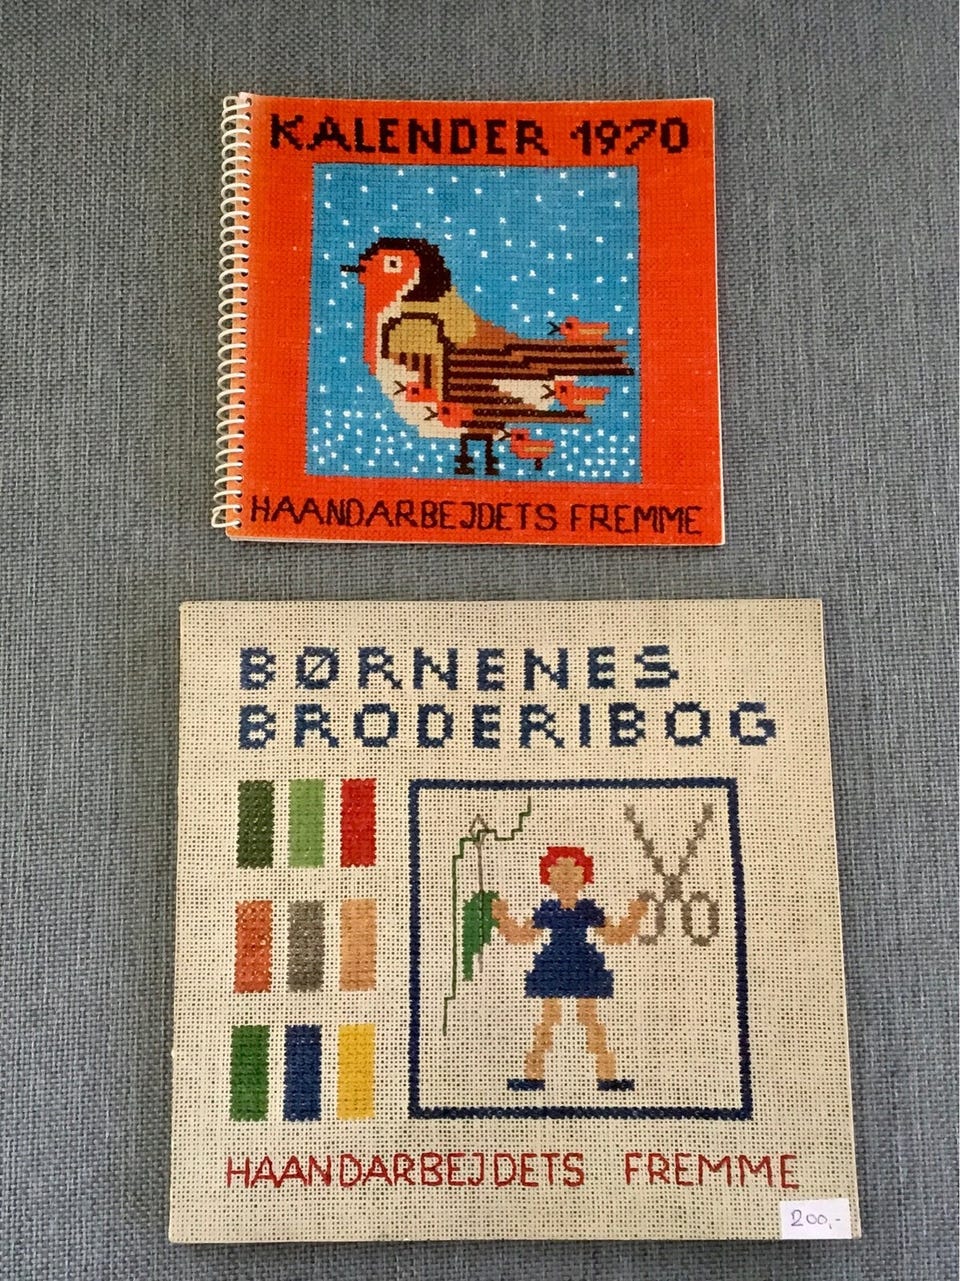 KALENDER 1970
HAANDARBEJDETS FREMME
BØRNENES
BRODERIBOG
HAANDARBEJDETS FREMME
200,-